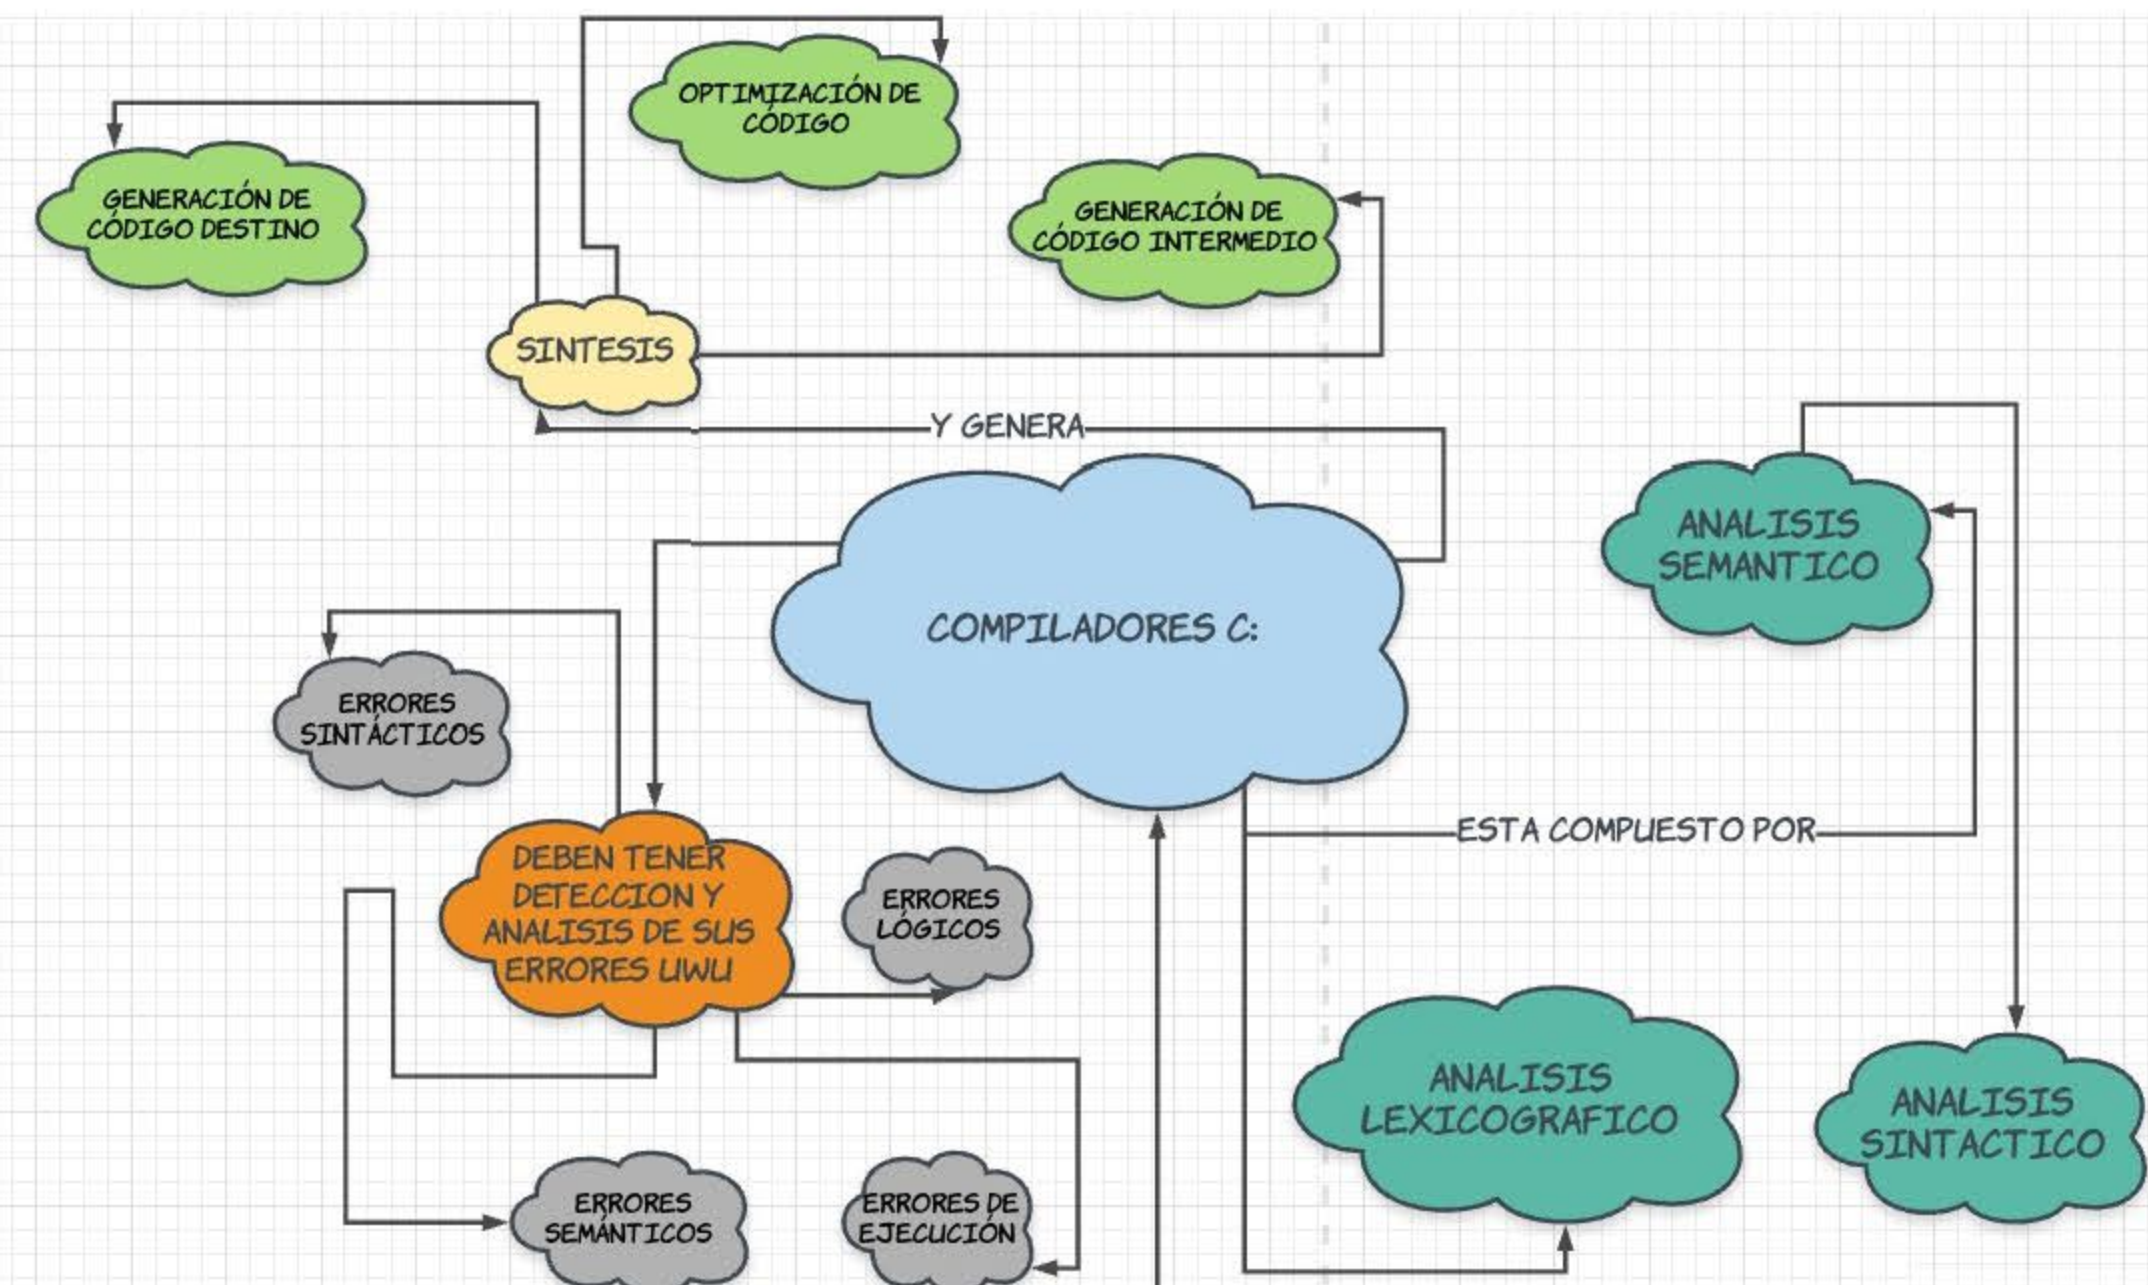 OPTIMIZACIÓN DE
CÓDIGO
GENERACIÓN DE
CÓDIGO DESTINO
GENERACIÓN DE
CÓDIGO INTERMEDIO
SINTESIS
Y GENERA
ANALISIS
SEMANTICO
COMPILADORES C:
ERRORES
SINTÁCTICOS
ESTA COMPUESTO POR
DEBEN TENER
DETECCION Y
ANALISIS DE SUS
ERRORES UWU
ERRORES
LÓGICOS
ANALISIS
LEXICOGRAFICO
ANALISIS
SINTACTICO
ERRORES
SEMÁNTICOS
ERRORES DE
EJECUCIÓN